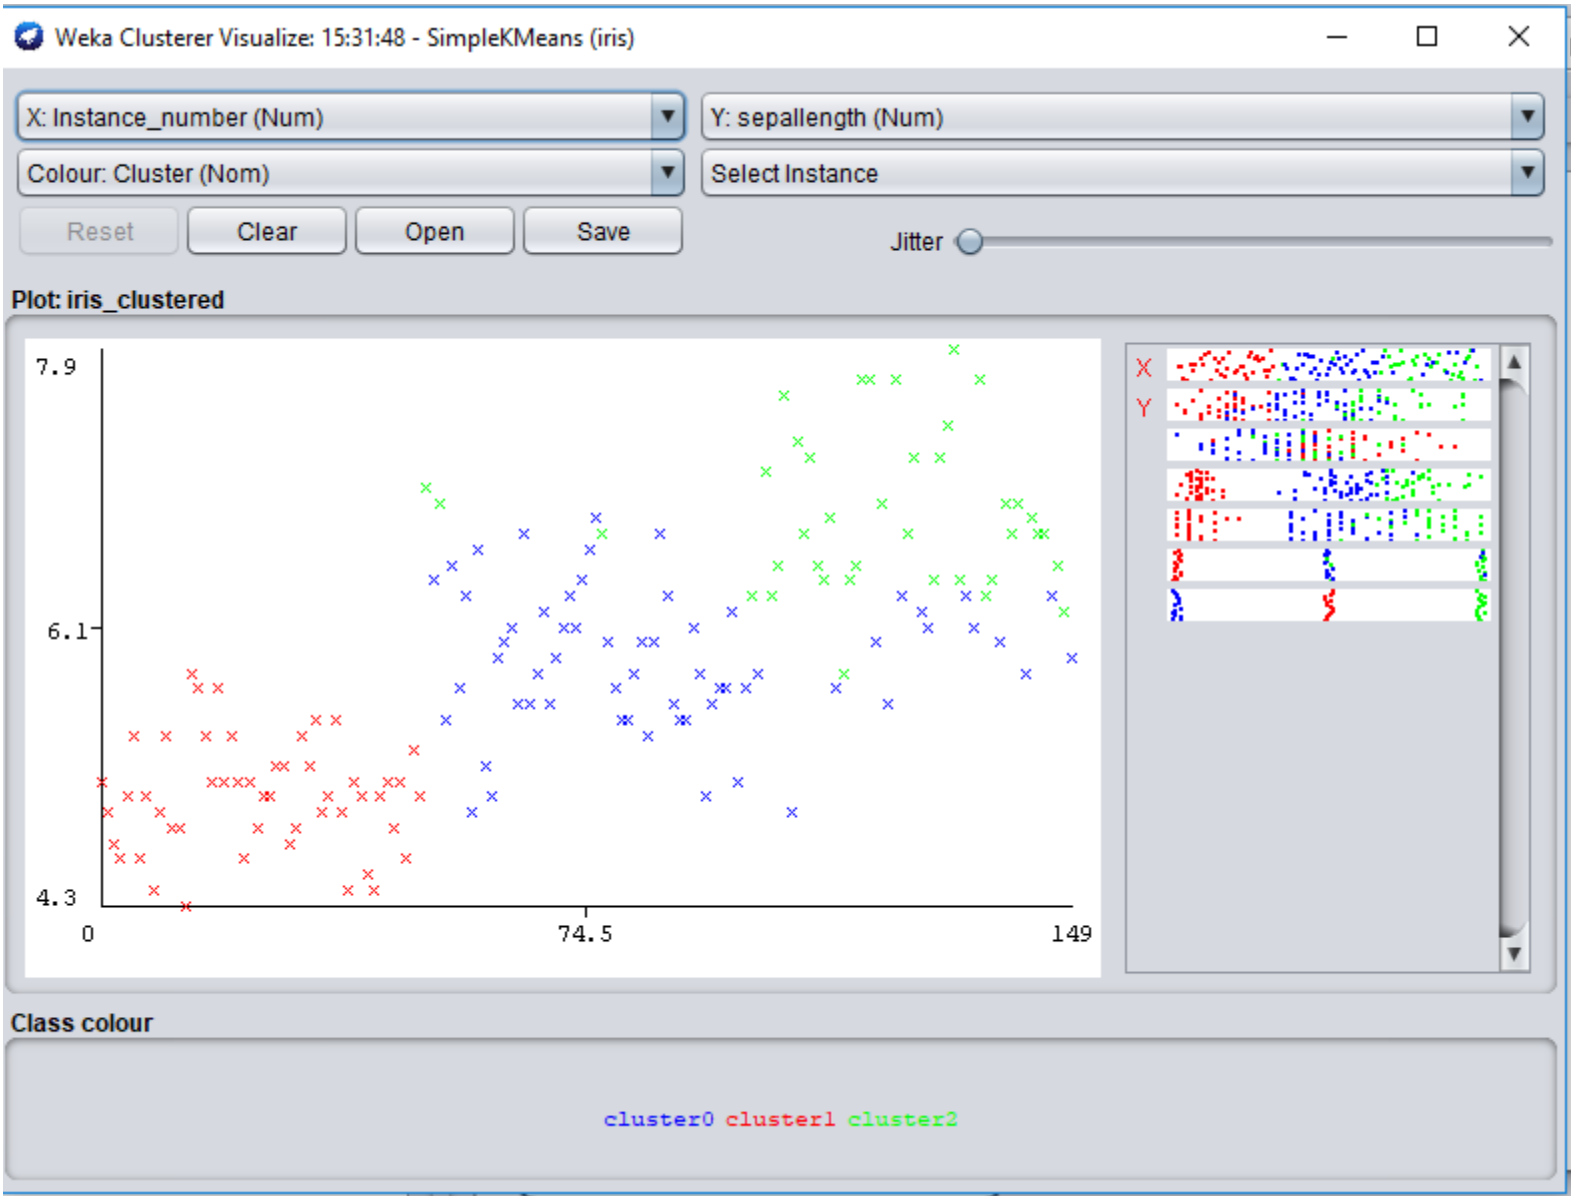 Weka Clusterer Visualize: 15:31:48 - SimpleKMeans (iris)
X: Instance_number (Num) Y: sepallength (Num)
Colour: Cluster (Nom) Select Instance
Reset Clear Open Save Jitter
Plot: iris_clustered
7.9
X
Y
6.1
4.3
0 74.5 149
Class colour
cluster0 cluster1 cluster2